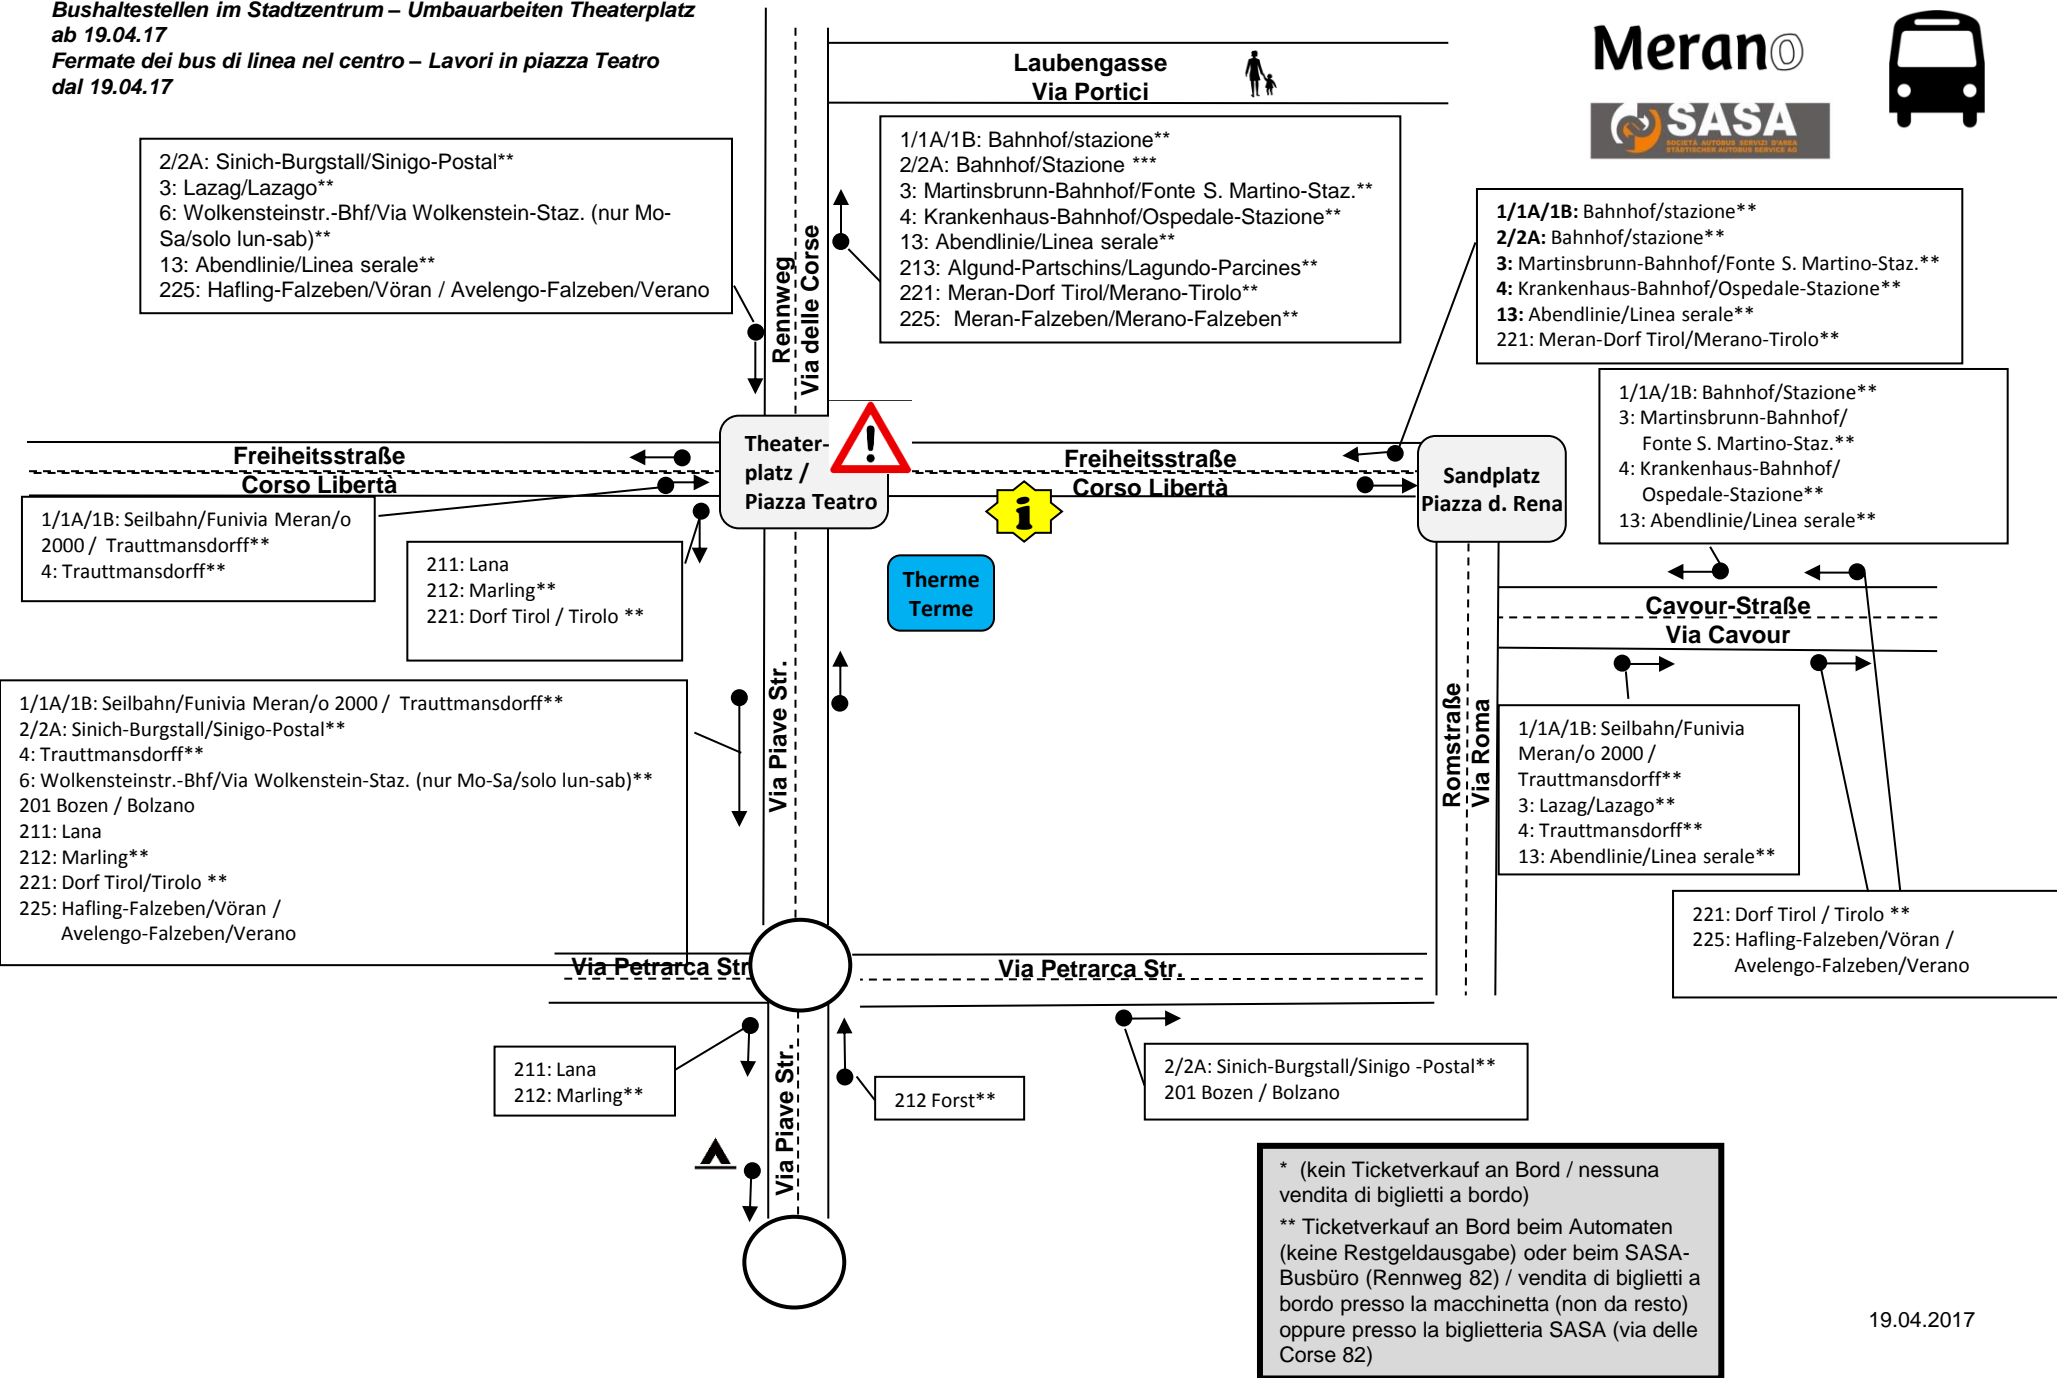 Bushaltestellen im Stadtzentrum – Umbauarbeiten Theaterplatz
ab 19.04.17
Fermate dei bus di linea nel centro – Lavori in piazza Teatro
dal 19.04.17
Laubengasse
Via Portici
Merano
SASA
SOCIETÀ AUTOBUS SERVIZI D'AREA
STÄDTISCHER AUTOBUS SERVICE AG
2/2A: Sinich-Burgstall/Sinigo-Postal**
3: Lazag/Lazago**
6: Wolkensteinstr.-Bhf/Via Wolkenstein-Staz. (nur Mo-
Sa/solo lun-sab)**
13: Abendlinie/Linea serale**
225: Hafling-Falzeben/Vöran / Avelengo-Falzeben/Verano
Rennweg
Via delle Corse
1/1A/1B: Bahnhof/stazione**
2/2A: Bahnhof/Stazione ***
3: Martinsbrunn-Bahnhof/Fonte S. Martino-Staz.**
4: Krankenhaus-Bahnhof/Ospedale-Stazione**
13: Abendlinie/Linea serale**
213: Algund-Partschins/Lagundo-Parcines**
221: Meran-Dorf Tirol/Merano-Tirolo**
225:  Meran-Falzeben/Merano-Falzeben**
1/1A/1B: Bahnhof/stazione**
2/2A: Bahnhof/stazione**
3: Martinsbrunn-Bahnhof/Fonte S. Martino-Staz.**
4: Krankenhaus-Bahnhof/Ospedale-Stazione**
13: Abendlinie/Linea serale**
221: Meran-Dorf Tirol/Merano-Tirolo**
1/1A/1B: Bahnhof/Stazione**
3: Martinsbrunn-Bahnhof/
Fonte S. Martino-Staz.**
4: Krankenhaus-Bahnhof/
Ospedale-Stazione**
13: Abendlinie/Linea serale**
Freiheitsstraße
Corso Libertà
Theater-
platz /
Piazza Teatro
!
Freiheitsstraße
Corso Libertà
i
Sandplatz
Piazza d. Rena
1/1A/1B: Seilbahn/Funivia Meran/o
2000 / Trauttmansdorff**
4: Trauttmansdorff**
211: Lana
212: Marling**
221: Dorf Tirol / Tirolo **
Therme
Terme
Cavour-Straße
Via Cavour
1/1A/1B: Seilbahn/Funivia Meran/o 2000 / Trauttmansdorff**
2/2A: Sinich-Burgstall/Sinigo-Postal**
4: Trauttmansdorff**
6: Wolkensteinstr.-Bhf/Via Wolkenstein-Staz. (nur Mo-Sa/solo lun-sab)**
201 Bozen / Bolzano
211: Lana
212: Marling**
221: Dorf Tirol/Tirolo **
225: Hafling-Falzeben/Vöran /
Avelengo-Falzeben/Verano
Via Piave Str.
Romstraße
Via Roma
1/1A/1B: Seilbahn/Funivia
Meran/o 2000 /
Trauttmansdorff**
3: Lazag/Lazago**
4: Trauttmansdorff**
13: Abendlinie/Linea serale**
221: Dorf Tirol / Tirolo **
225: Hafling-Falzeben/Vöran /
Avelengo-Falzeben/Verano
Via Petrarca Str
Via Petrarca Str.
211: Lana
212: Marling**
Via Piave Str.
212 Forst**
2/2A: Sinich-Burgstall/Sinigo -Postal**
201 Bozen / Bolzano
* (kein Ticketverkauf an Bord / nessuna
vendita di biglietti a bordo)
** Ticketverkauf an Bord beim Automaten
(keine Restgeldausgabe) oder beim SASA-
Busbüro (Rennweg 82) / vendita di biglietti a
bordo presso la macchinetta (non da resto)
oppure presso la biglietteria SASA (via delle
Corse 82)
19.04.2017